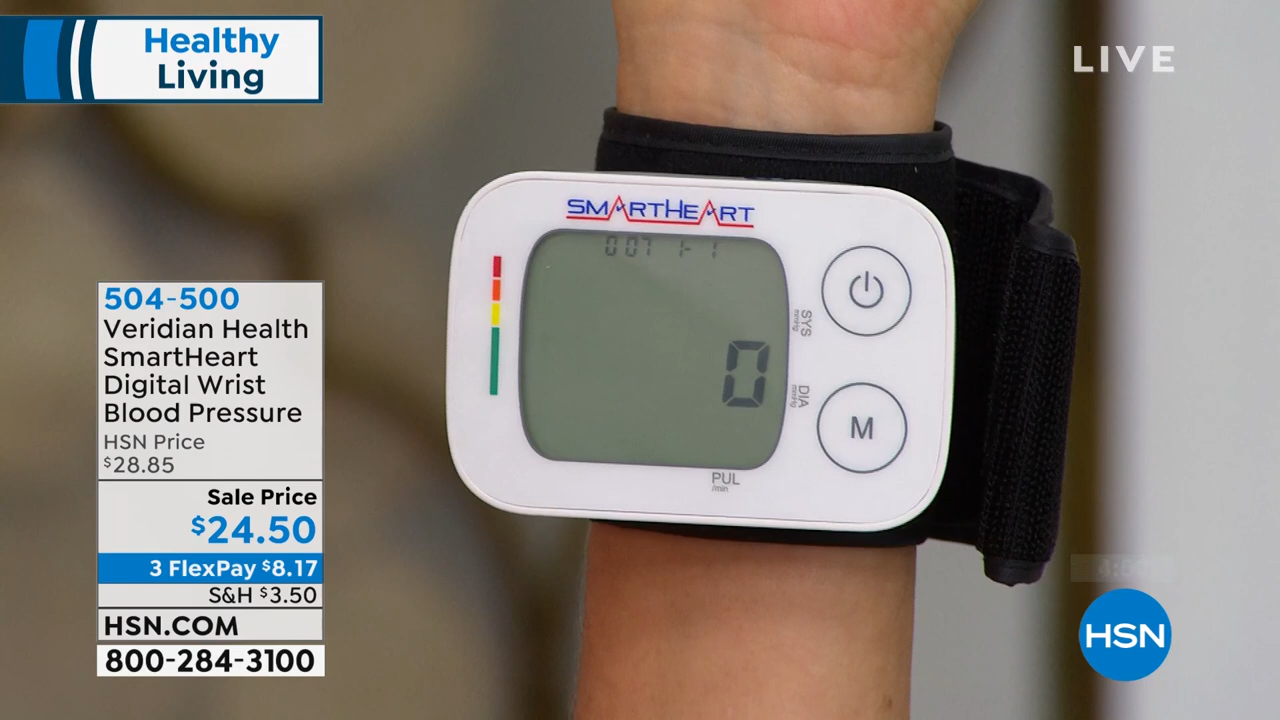 Healthy
Living
LIVE
504-500
Veridian Health
SmartHeart
Digital Wrist
Blood Pressure
HSN Price
$28.85
Sale Price
$24.50
3 FlexPay $8.17
S&H $3.50
HSN.COM
800-284-3100
SMARTHEART
0
SYS
mmHg
DIA
mmHg
M
PUL
/min
HSN